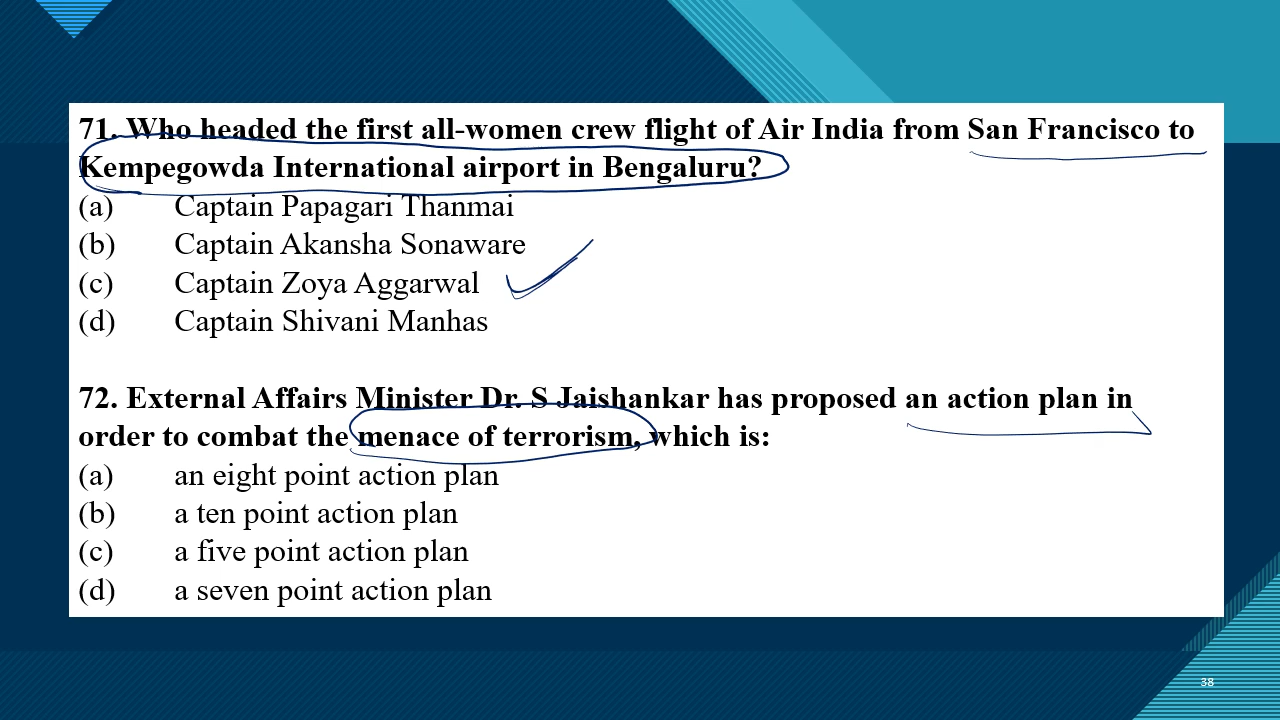 71. Who headed the first all-women crew flight of Air India from San Francisco to
Kempegowda International airport in Bengaluru?
(a) Captain Papagari Thanmai
(b) Captain Akansha Sonaware
(c) Captain Zoya Aggarwal
(d) Captain Shivani Manhas
72. External Affairs Minister Dr. S Jaishankar has proposed an action plan in
order to combat the menace of terrorism, which is:
(a) an eight point action plan
(b) a ten point action plan
(c) a five point action plan
(d) a seven point action plan
38